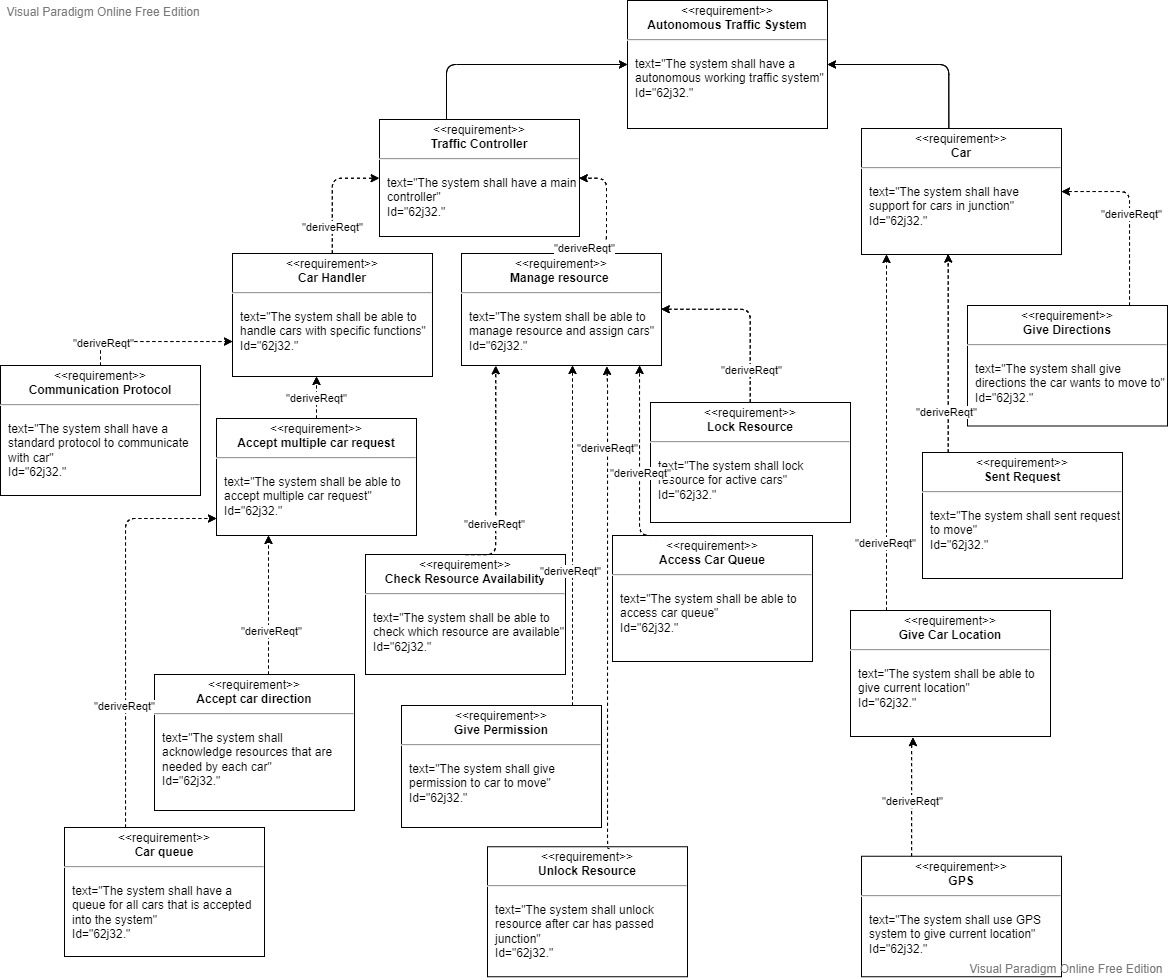 Visual Paradigm Online Free Edition
<<requirement>>
Autonomous Traffic System
text="The system shall have a
autonomous working traffic system"
Id="62j32."
<<requirement>>
Traffic Controller
text="The system shall have a main
controller"
Id="62j32."
<<requirement>>
Car
text="The system shall have
support for cars in junction"
Id="62j32."
"deriveReqt"
"deriveReqt"
"deriveReqt"
<<requirement>>
Car Handler
text="The system shall be able to
handle cars with specific functions"
Id="62j32."
<<requirement>>
Manage resource
text="The system shall be able to
manage resource and assign cars"
Id="62j32."
<<requirement>>
Give Directions
text="The system shall give
directions the car wants to move to"
Id="62j32."
"deriveReqt"
<<requirement>>
Communication Protocol
text="The system shall have a
standard protocol to communicate
with car"
Id="62j32."
"deriveReqt"
"deriveReqt"
<<requirement>>
Accept multiple car request
text="The system shall be able to
accept multiple car request"
Id="62j32."
<<requirement>>
Lock Resource
text="The system shall lock
resource for active cars"
Id="62j32."
"deriveReqt"
"deriveReqt"
"deriveReqt"
<<requirement>>
Sent Request
text="The system shall sent request
to move"
Id="62j32."
"deriveReqt"
<<requirement>>
Check Resource Availability
text="The system shall be able to
check which resource are available"
Id="62j32."
"deriveReqt"
<<requirement>>
Access Car Queue
text="The system shall be able to
access car queue"
Id="62j32."
"deriveReqt"
<<requirement>>
Give Car Location
text="The system shall be able to
give current location"
Id="62j32."
"deriveReqt"
<<requirement>>
Accept car direction
text="The system shall
acknowledge resources that are
needed by each car"
Id="62j32."
"deriveReqt"
<<requirement>>
Give Permission
text="The system shall give
permission to car to move"
Id="62j32."
"deriveReqt"
<<requirement>>
Car queue
text="The system shall have a
queue for all cars that is accepted
into the system"
Id="62j32."
<<requirement>>
Unlock Resource
text="The system shall unlock
resource after car has passed
junction"
Id="62j32."
<<requirement>>
GPS
text="The system shall use GPS
system to give current location"
Id="62j32."
Visual Paradigm Online Free Edition